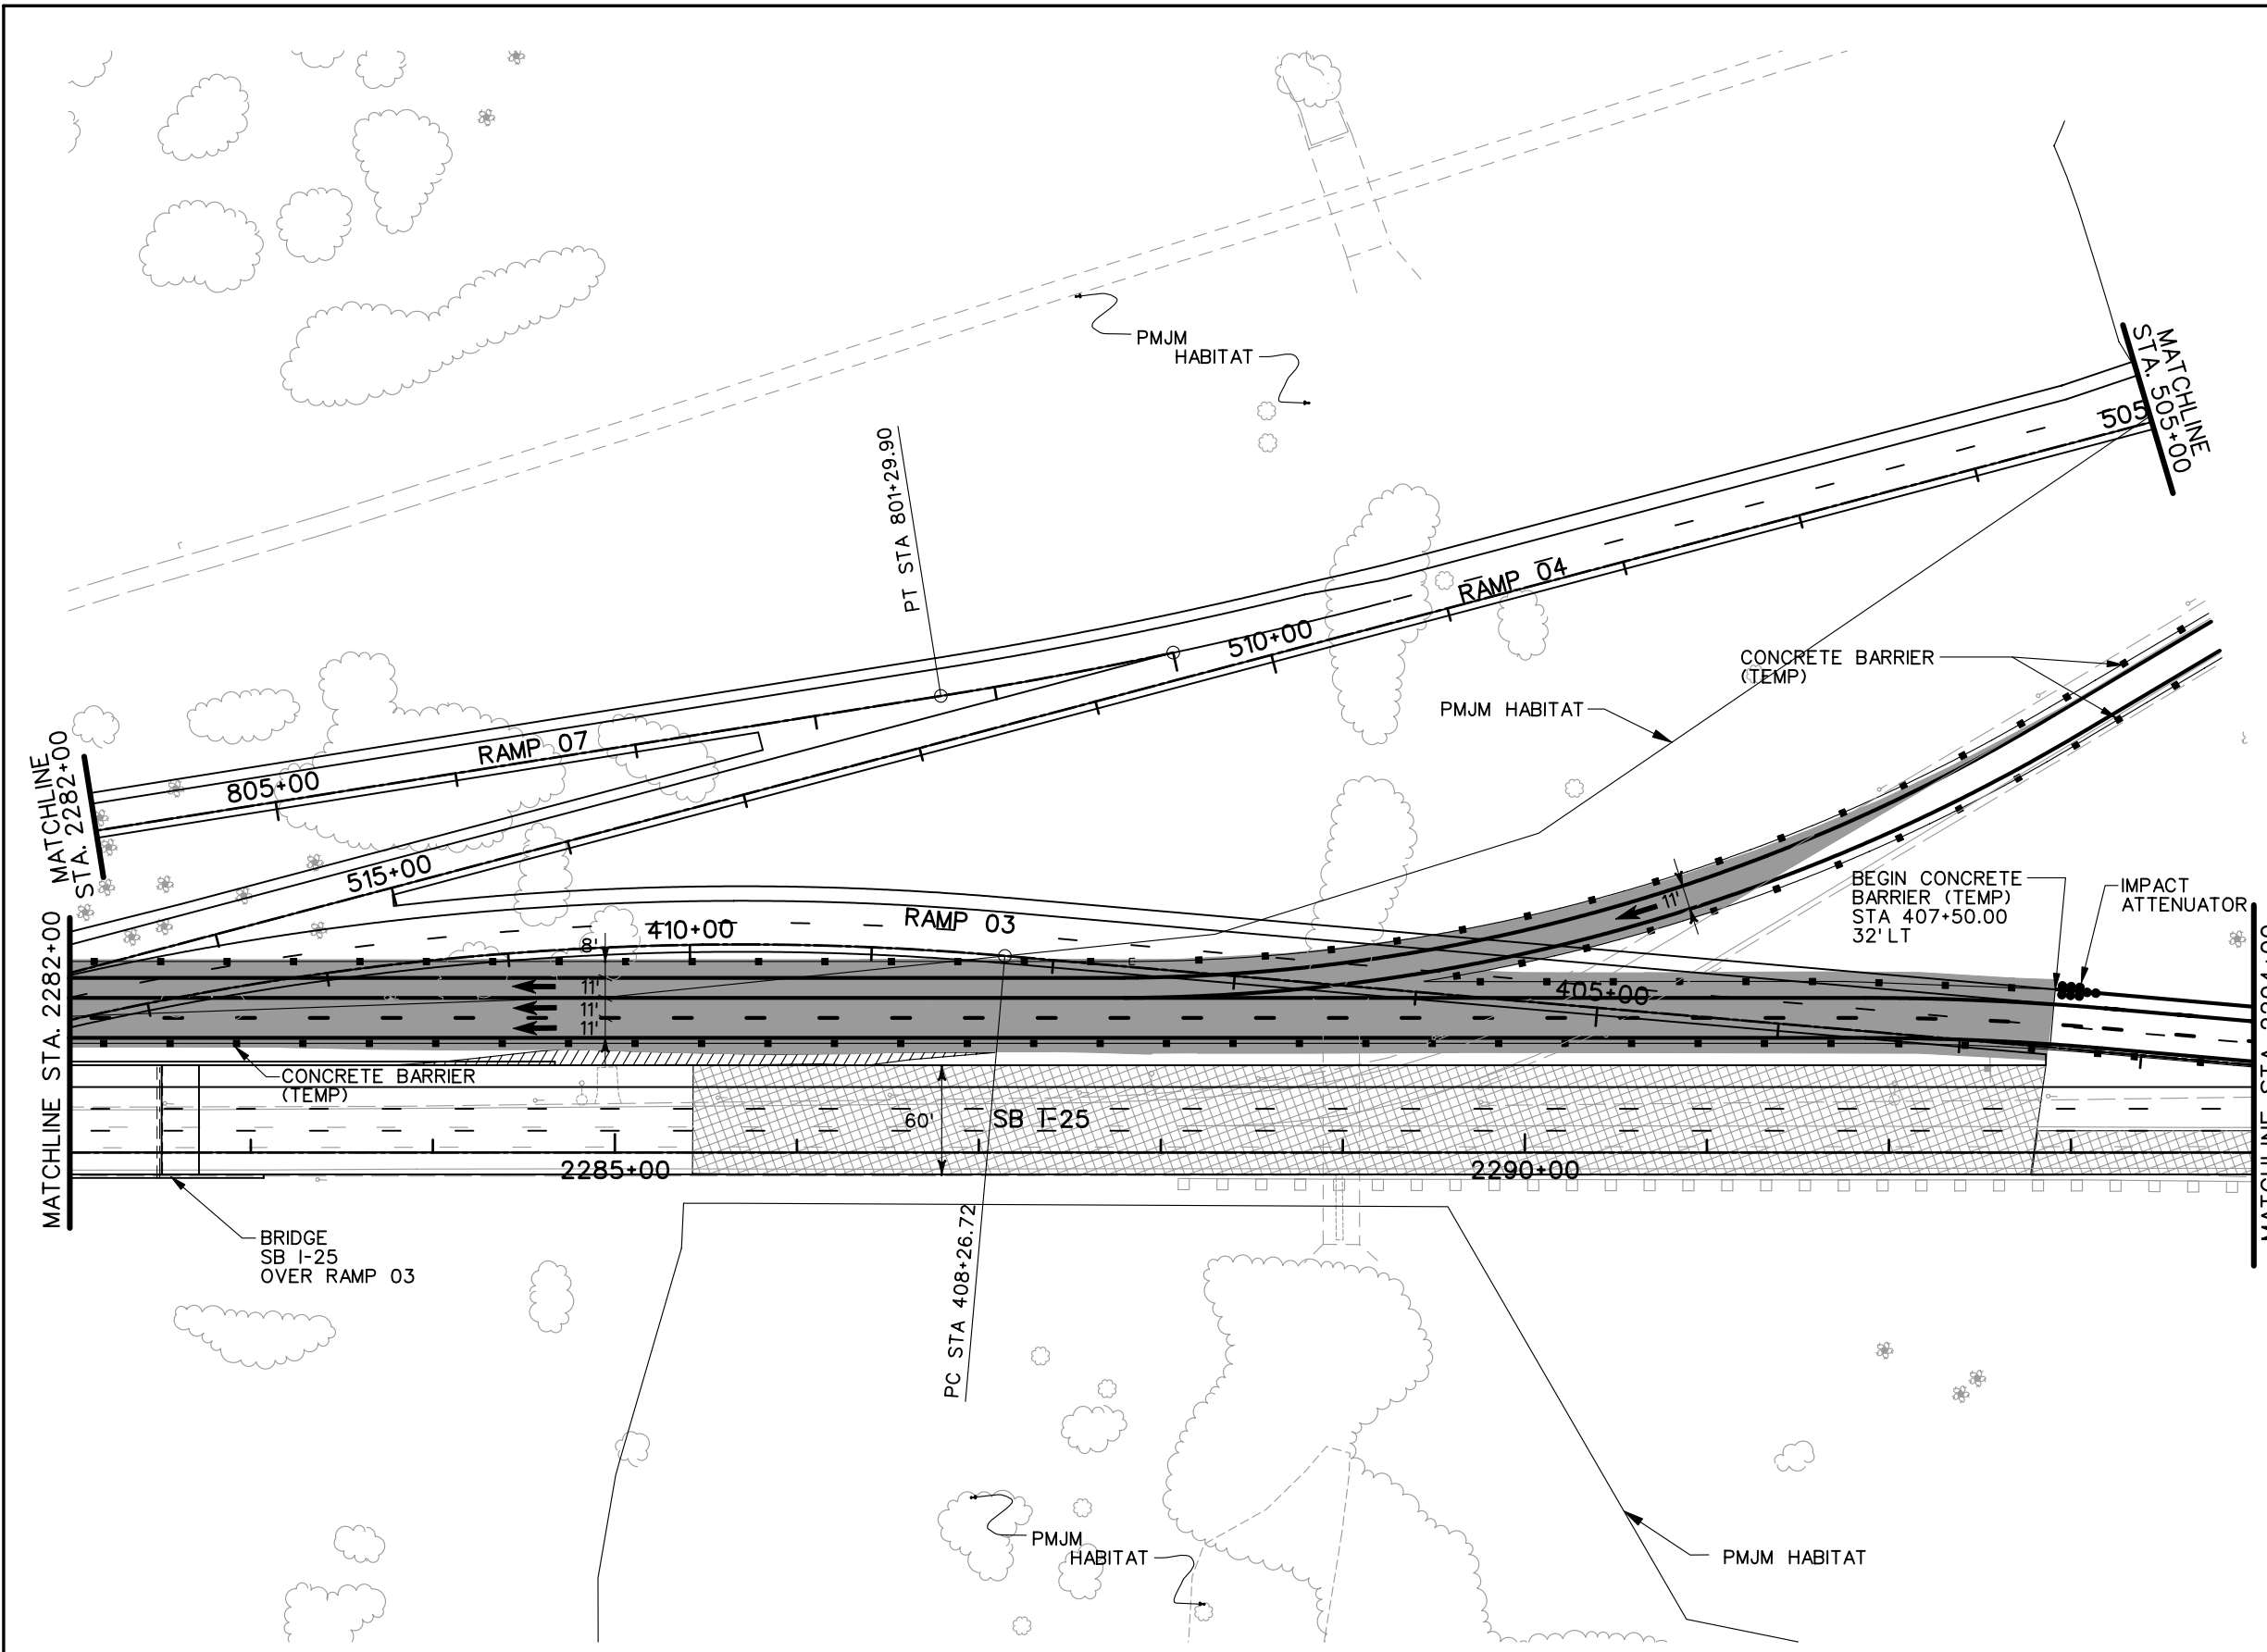 PMJM
HABITAT
MATCHLINE
STA. 505+00
505
PT STA 801+29.90
RAMP 04
510+00
CONCRETE BARRIER
(TEMP)
PMJM HABITAT
MATCHLINE
STA. 2282+00
RAMP 07
805+00
515+00
BEGIN CONCRETE
BARRIER (TEMP)
STA 407+50.00
32' LT
IMPACT
ATTENUATOR
11'
RAMP 03
410+00
8'
11'
11'
11'
405+00
MATCHLINE STA. 2282+00
MATCHLINE STA. 2294+00
CONCRETE BARRIER
(TEMP)
60'
SB I-25
2285+00
2290+00
BRIDGE
SB I-25
OVER RAMP 03
PC STA 408+26.72
PMJM
HABITAT
PMJM HABITAT